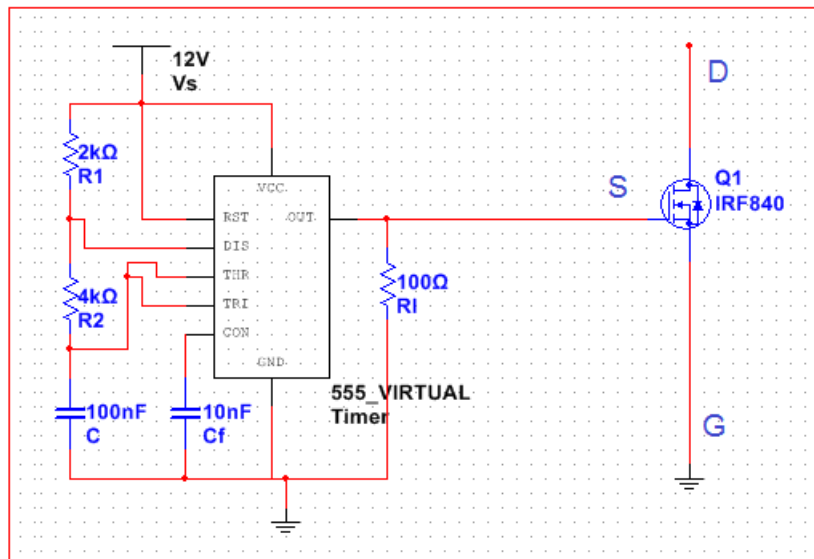 12V
Vs
D
2kΩ
R1
VCC
S
Q1
IRF840
RST
OUT
DIS
4kΩ
R2
THR
100Ω
Rl
TRI
CON
GND
555_VIRTUAL
Timer
100nF
C
10nF
Cf
G